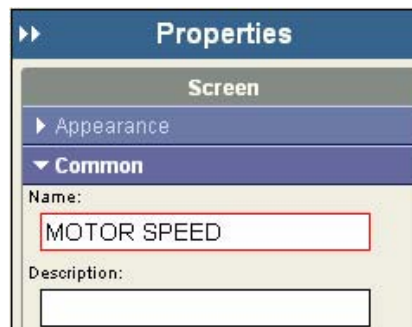 Properties
Screen
Appearance
Common
Name:
MOTOR SPEED
Description: